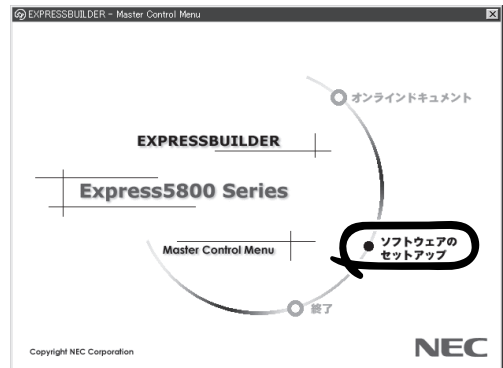 EXPRESSBUILDER - Master Control Menu
オンラインドキュメント
EXPRESSBUILDER
Express5800 Series
Master Control Menu
ソフトウェアの
セットアップ
終了
Copyright NEC Corporation
NEC